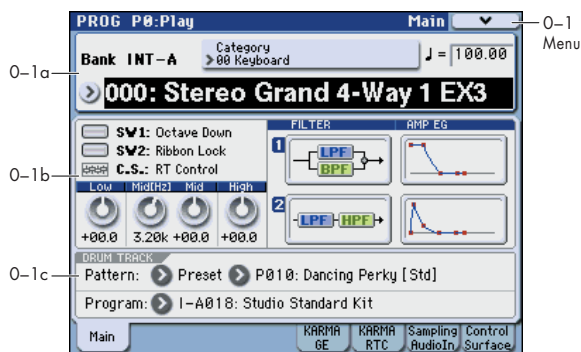 PROG P0:Play Main
0–1
Menu
0–1a
Bank INT-A
Category
00 Keyboard
♩= 100.00
000: Stereo Grand 4-Way 1 EX3
0–1b
SW1: Octave Down
SW2: Ribbon Lock
C.S.: RT Control
Low Mid[Hz] Mid High
+00.0 3.20k +00.0 +00.0
FILTER AMP EG
1 LPF BPF
2 LPF HPF
0–1c
DRUM TRACK
Pattern: Preset P010: Dancing Perky [Std]
Program: I-A018: Studio Standard Kit
Main
KARMA GE
KARMA RTC
Sampling AudioIn
Control Surface